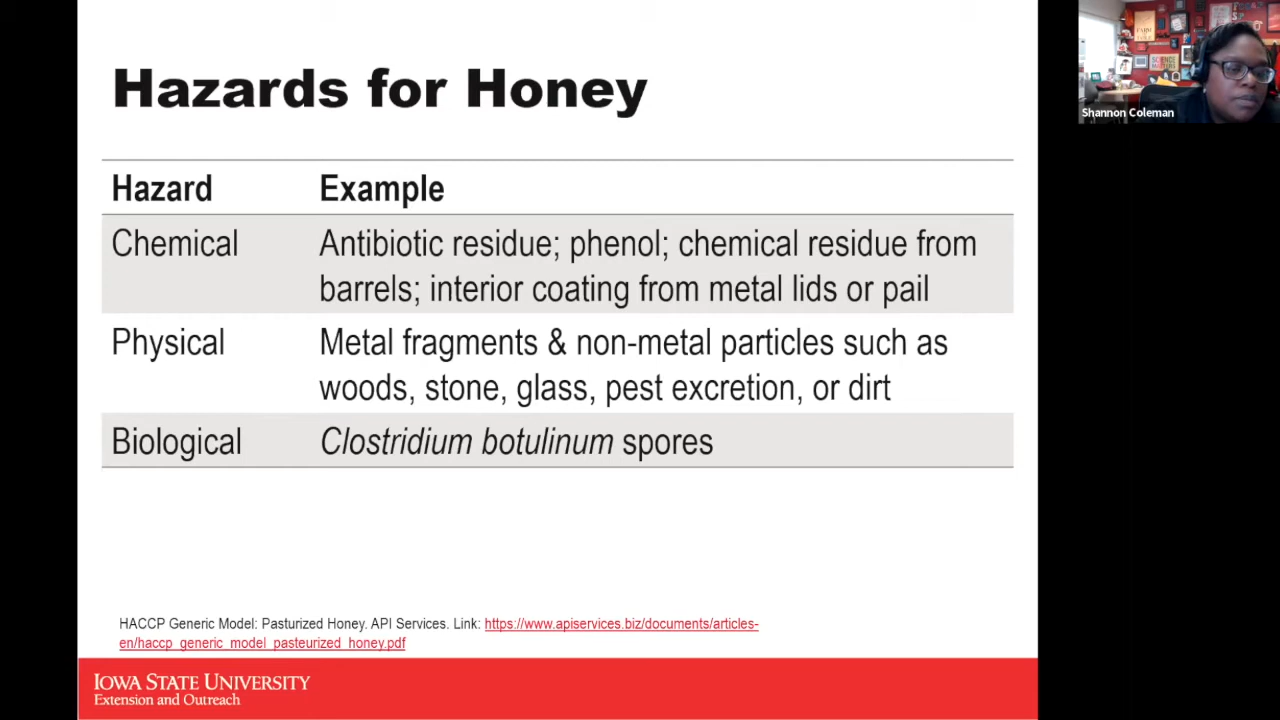 Hazards for Honey
Hazard Example
Chemical Antibiotic residue; phenol; chemical residue from
barrels; interior coating from metal lids or pail
Physical Metal fragments & non-metal particles such as
woods, stone, glass, pest excretion, or dirt
Biological Clostridium botulinum spores
HACCP Generic Model: Pasturized Honey. API Services. Link: https://www.apiservices.biz/documents/articles-
en/haccp_generic_model_pasteurized_honey.pdf
IOWA STATE UNIVERSITY
Extension and Outreach
SCIENCE
MATTERS
Shannon Coleman